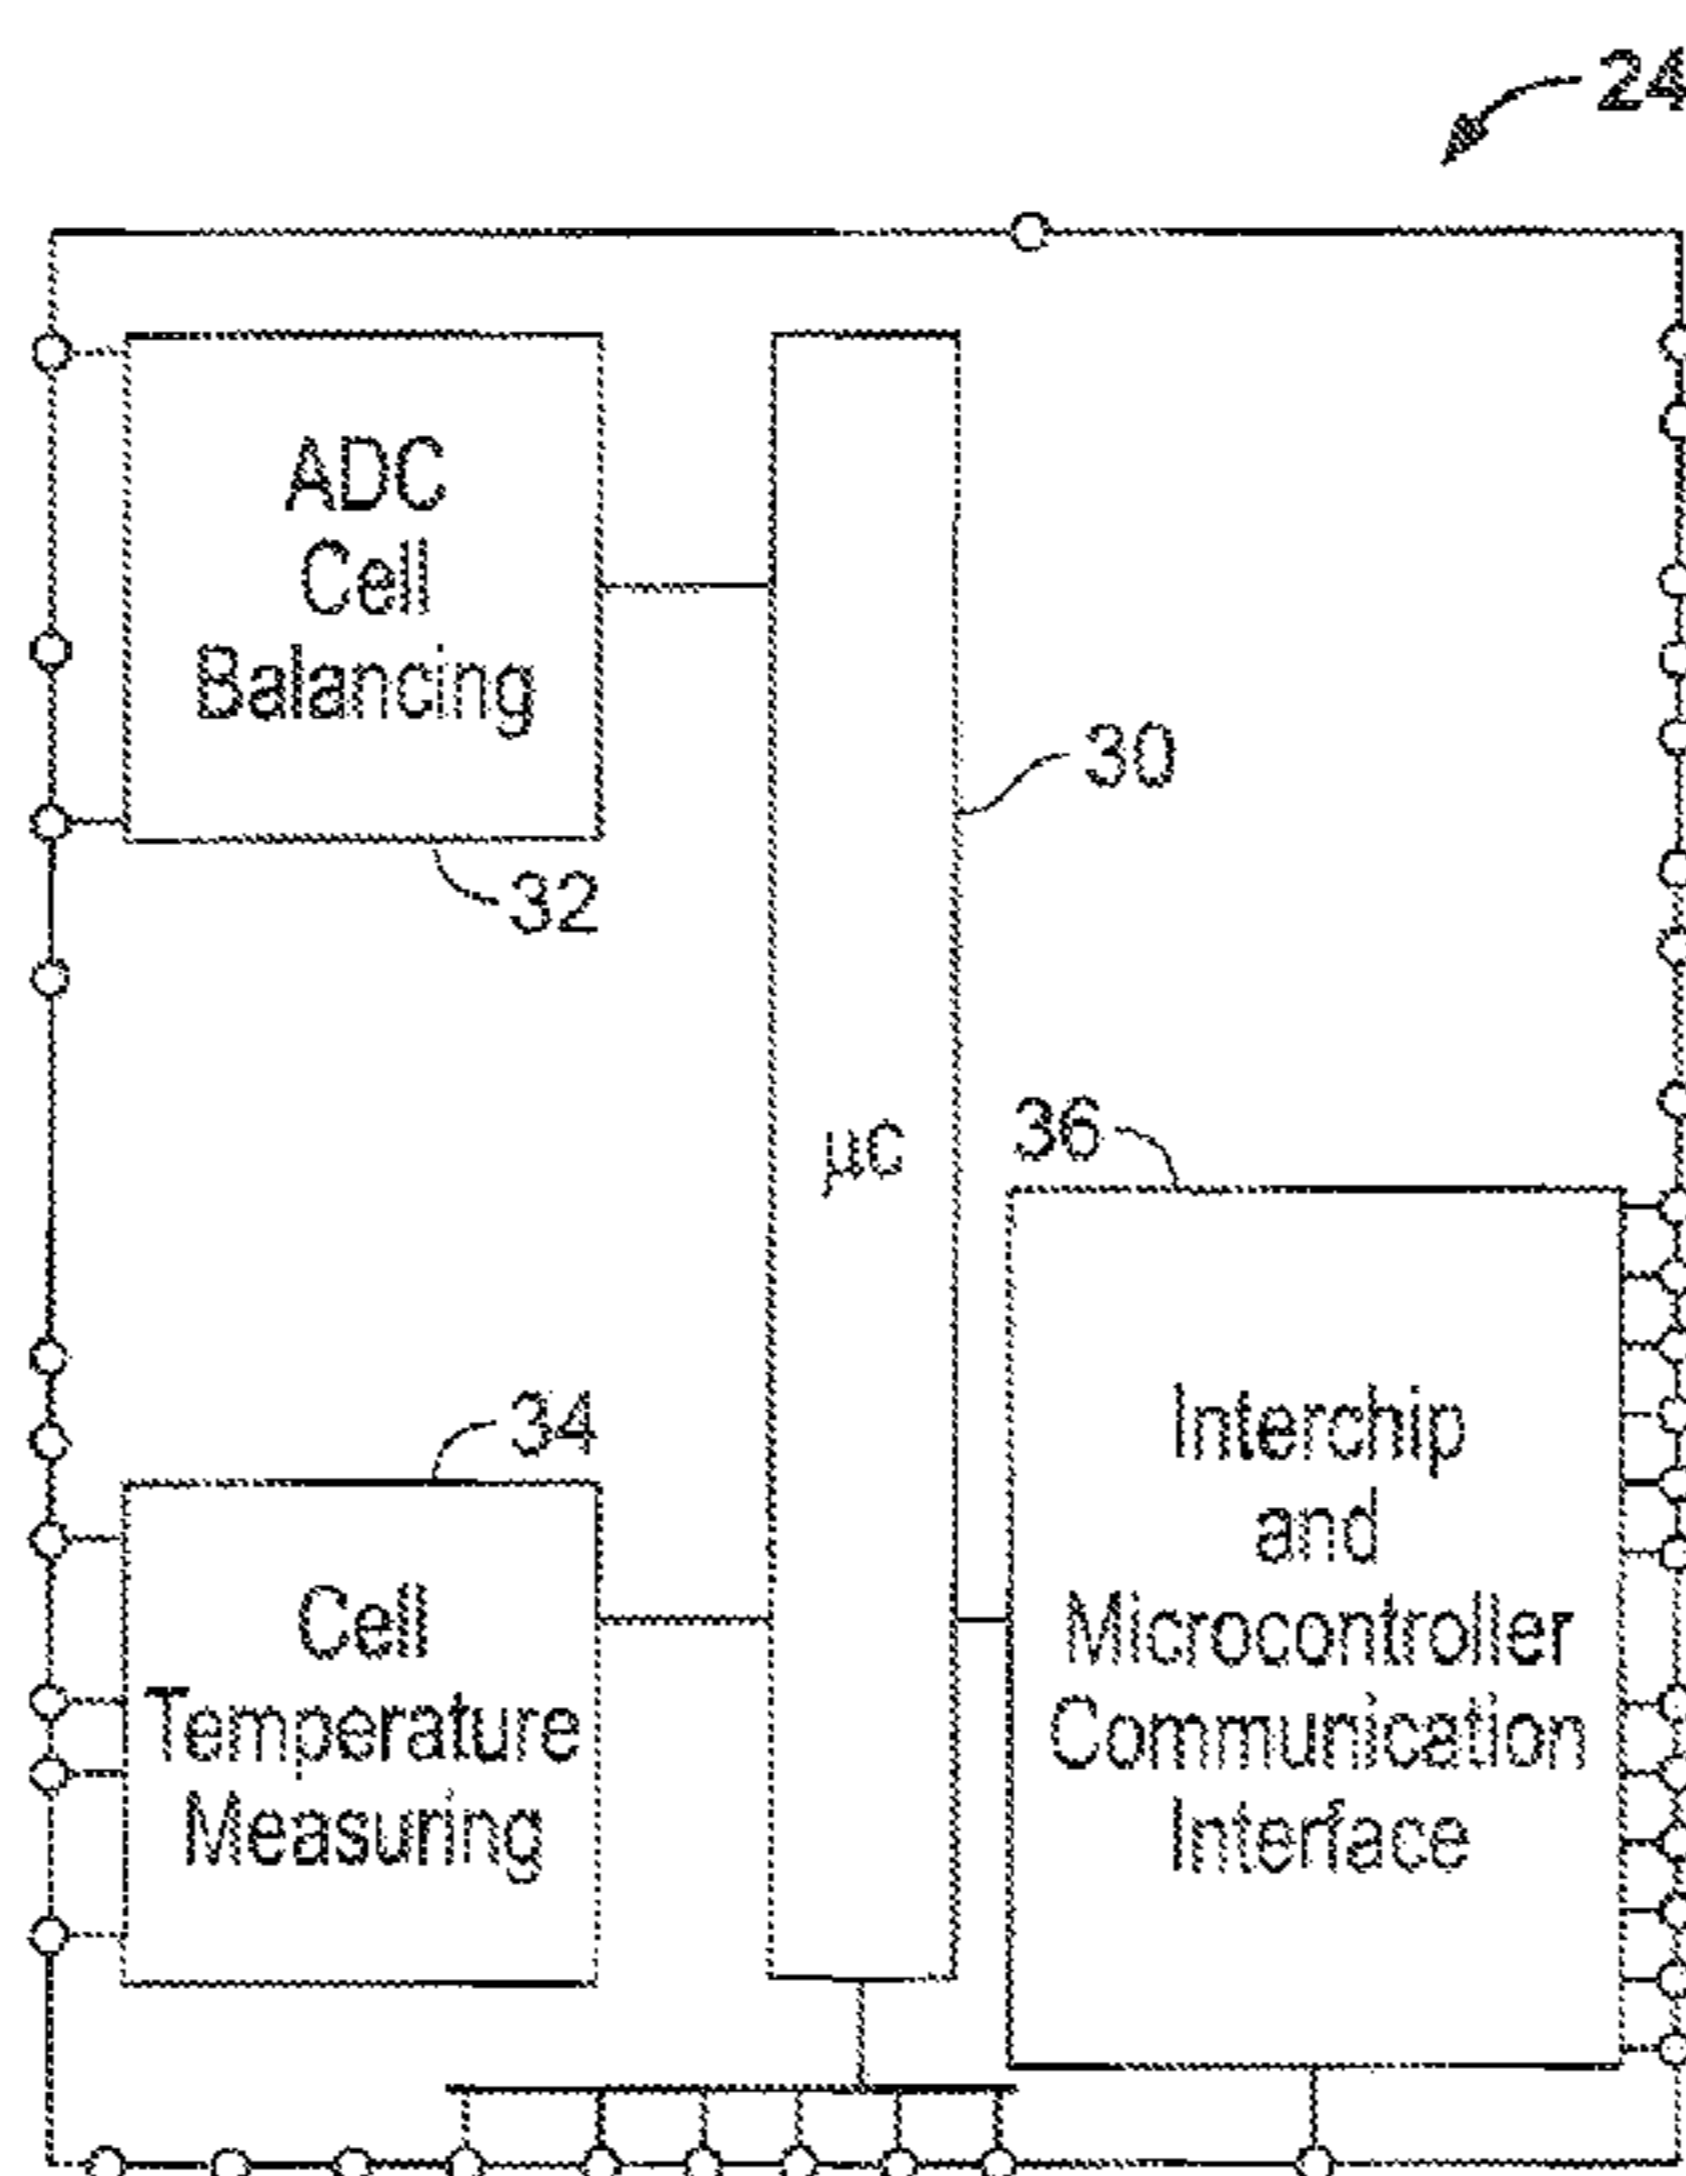 24
ADC
Cell
Balancing
30
32
µc
36
34
Interchip
and
Microcontroller
Communication
Interface
Cell
Temperature
Measuring